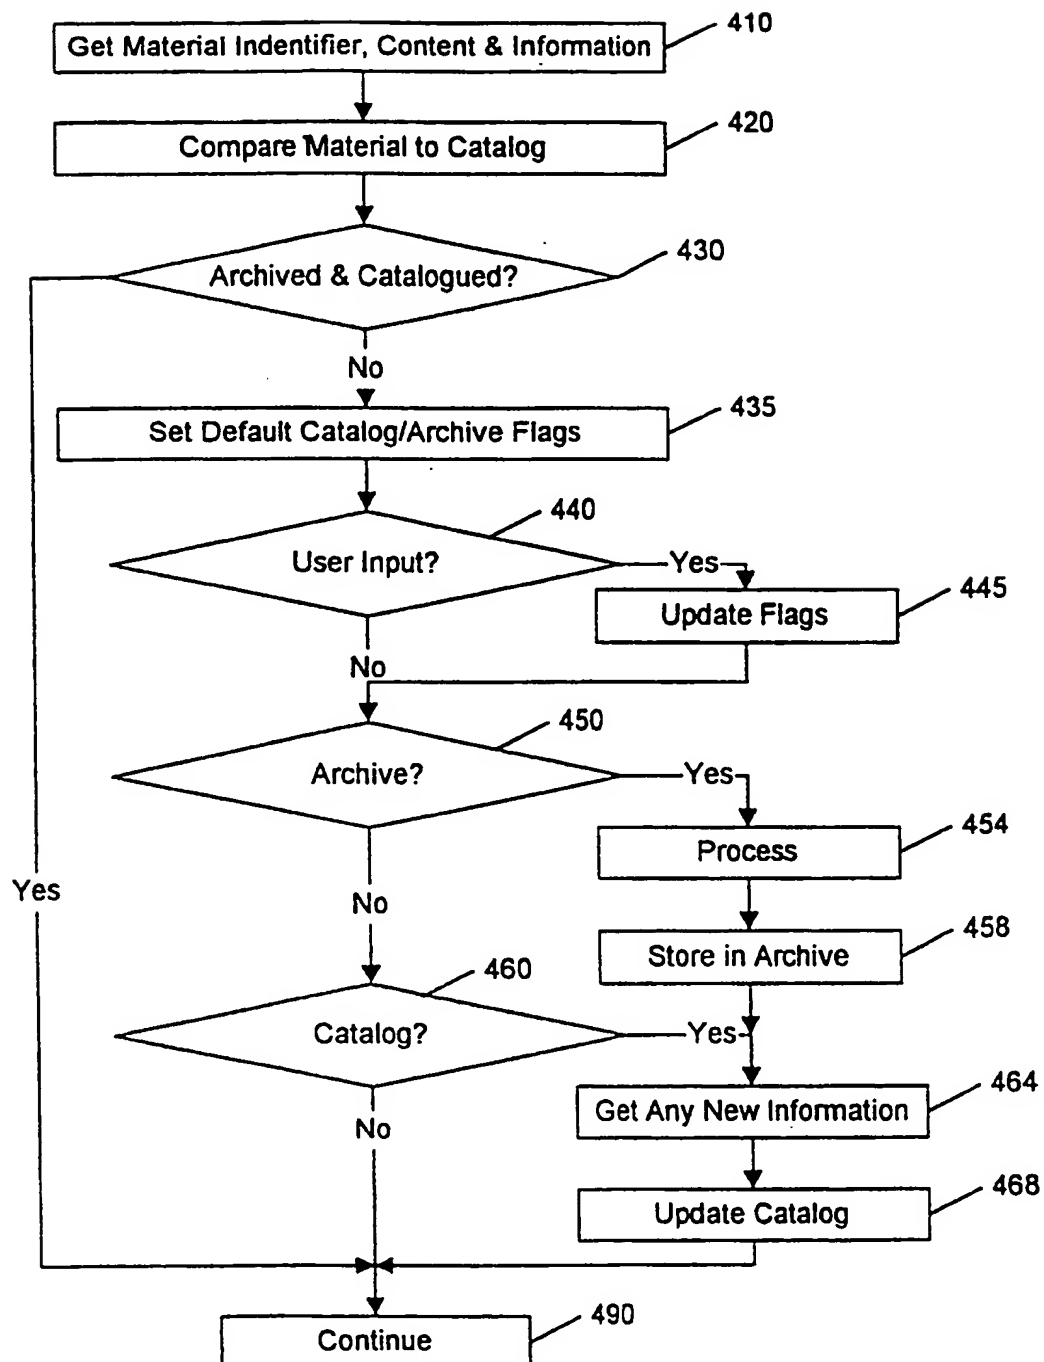 410
Get Material Indentifier, Content & Information
420
Compare Material to Catalog
430
Archived & Catalogued?
No
435
Set Default Catalog/Archive Flags
440
User Input?
Yes
445
Update Flags
No
450
Archive?
Yes
454
Process
Yes
No
458
Store in Archive
460
Catalog?
Yes
464
Get Any New Information
No
468
Update Catalog
490
Continue